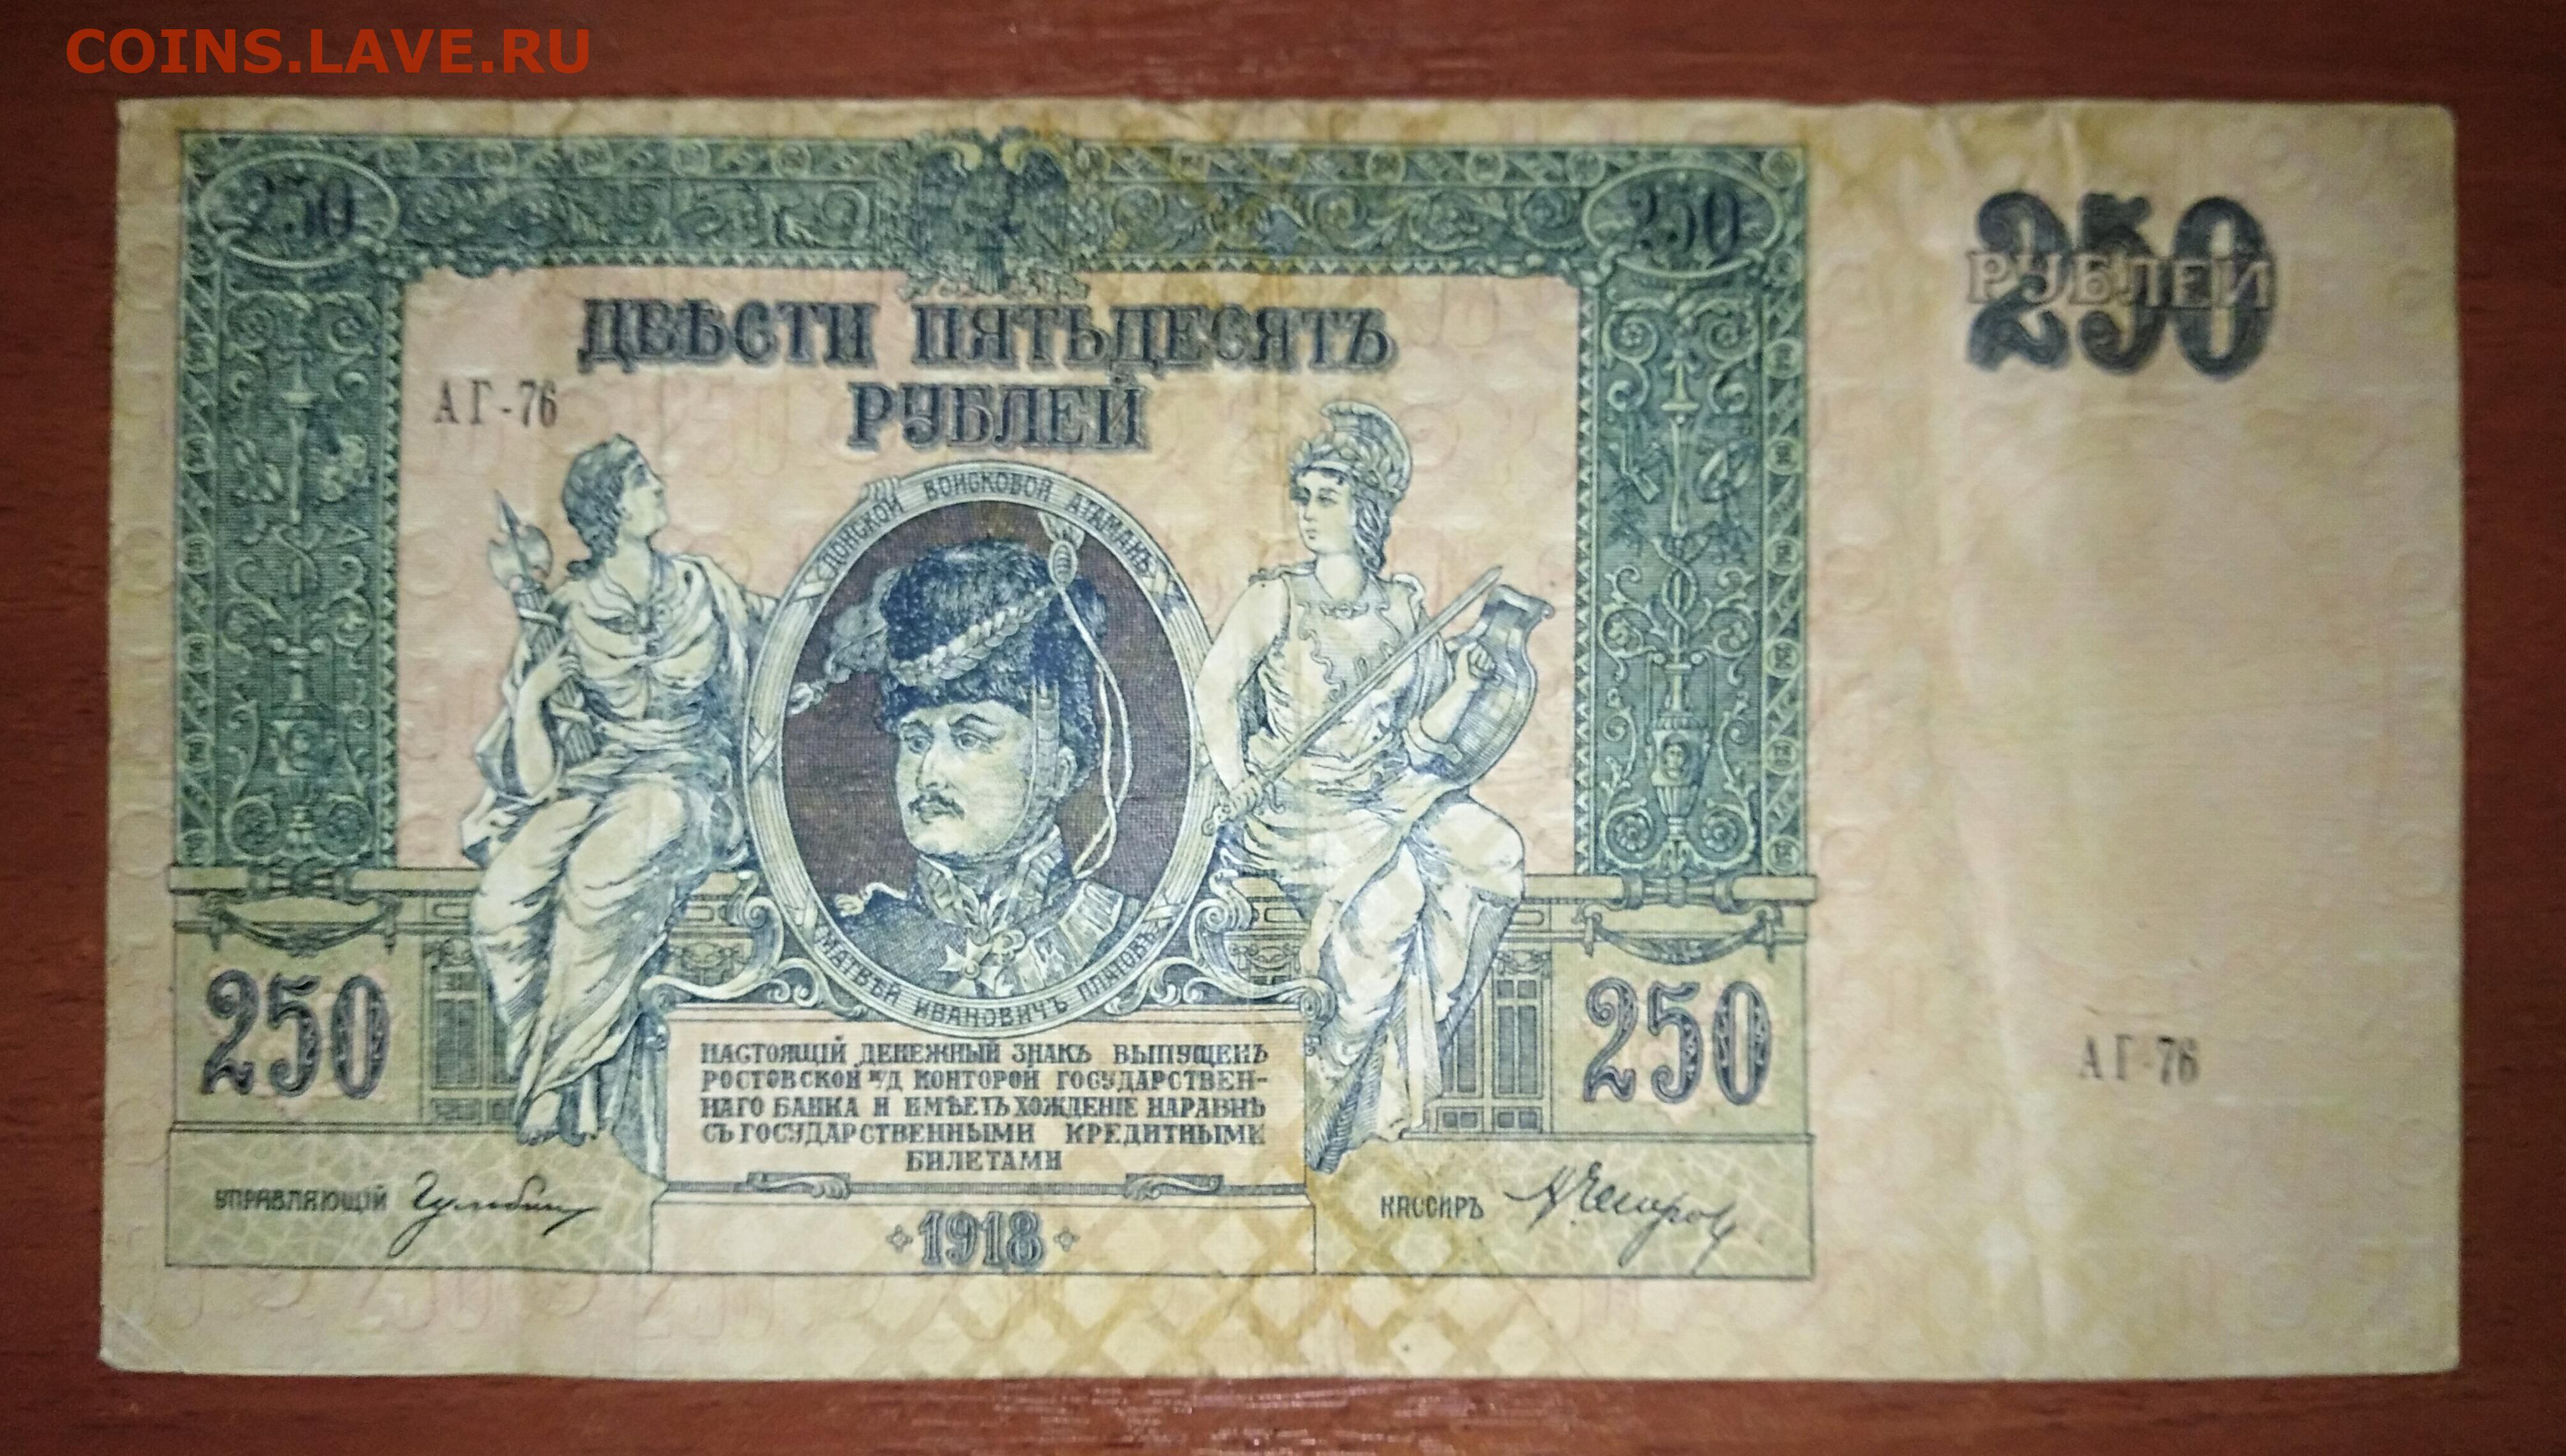 COINS.LAVE.RU
250
250
250
РУБЛЕЙ
ДВѢСТИ ПЯТЬДЕСЯТЪ
РУБЛЕЙ
АГ-76
ДОНСКОЙ ВОЙСКОВОЙ АТАМАНЪ
МАТВѢЙ ИВАНОВИЧЪ ПЛАТОВЪ
250
250
НАСТОЯЩІЙ ДЕНЕЖНЫЙ ЗНАКЪ ВЫПУЩЕНЪ
РОСТОВСКОЙ н/Д КОНТОРОЙ ГОСУДАРСТВЕН-
НАГО БАНКА И ИМѢЕТЪ ХОЖДЕНІЕ НАРАВНѢ
СЪ ГОСУДАРСТВЕННЫМИ КРЕДИТНЫМИ
БИЛЕТАМИ
АГ-76
УПРАВЛЯЮЩІЙ
КАССИРЪ
1918